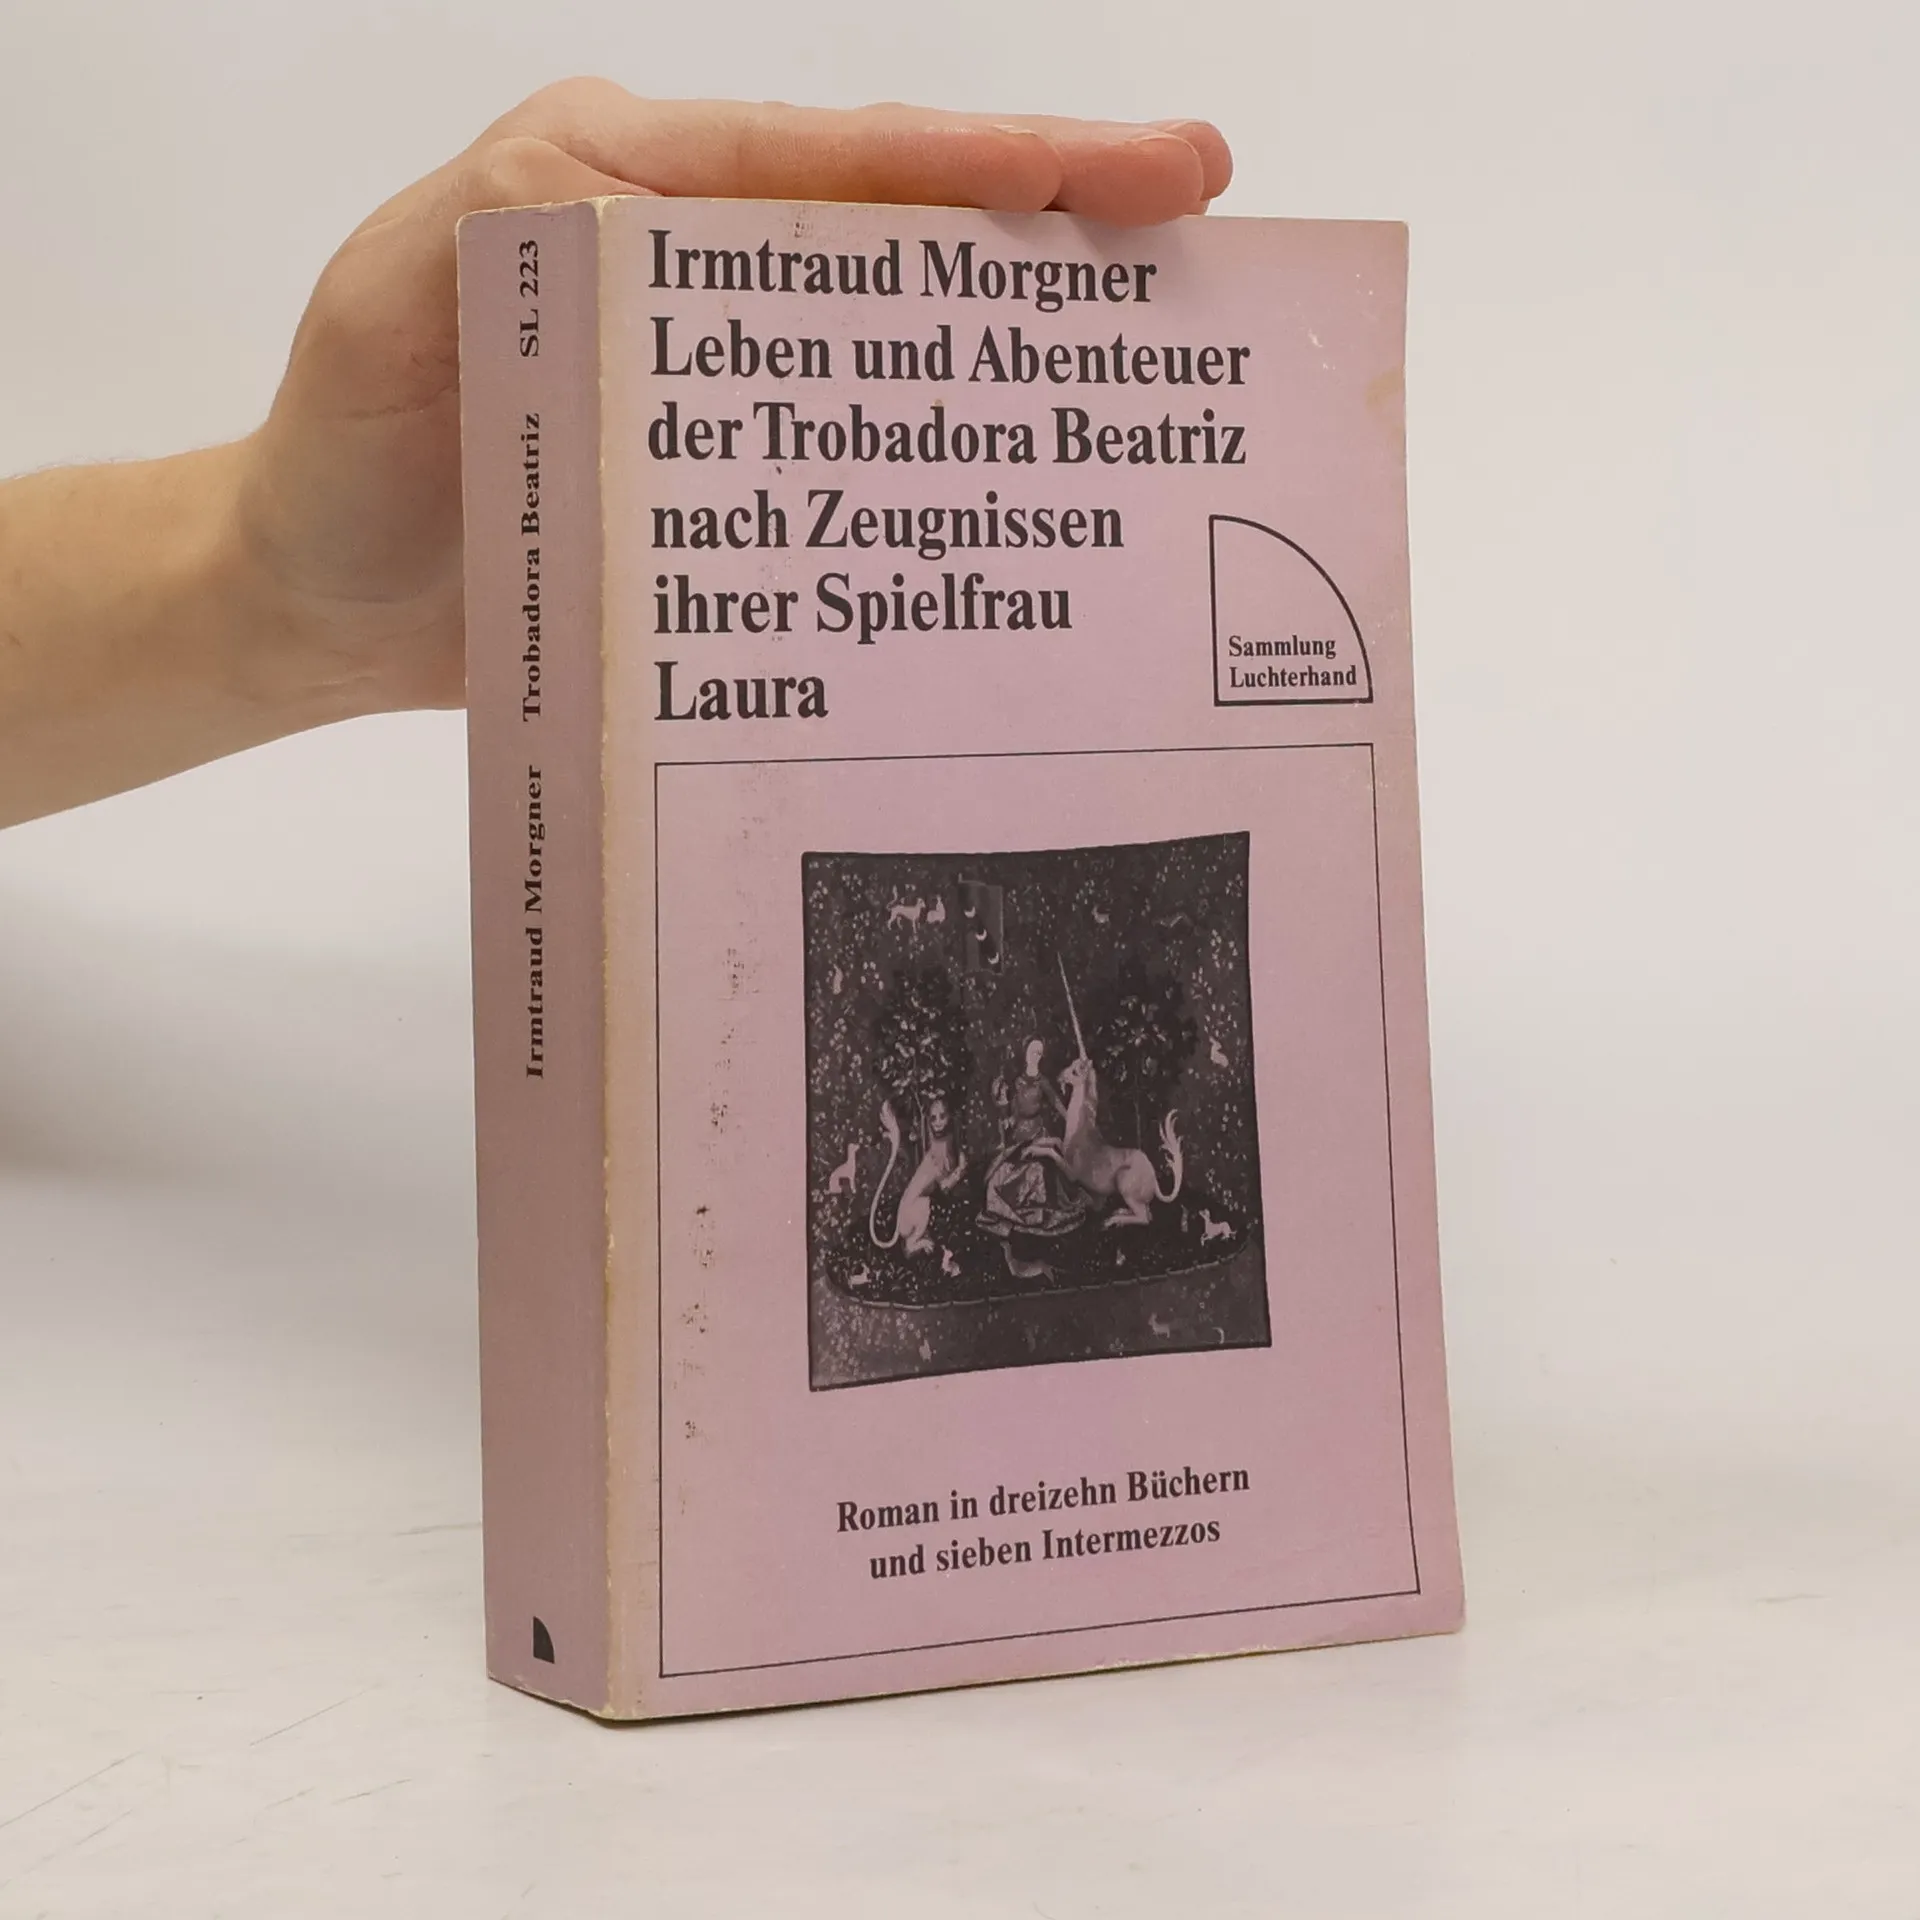 Irmtraud Morgner
Leben und Abenteuer
der Trobadora Beatriz
nach Zeugnissen
ihrer Spielfrau
Laura
Sammlung
Luchterhand
Roman in dreizehn Büchern
und sieben Intermezzos
Irmtraud Morgner Trobadora Beatriz SL 223